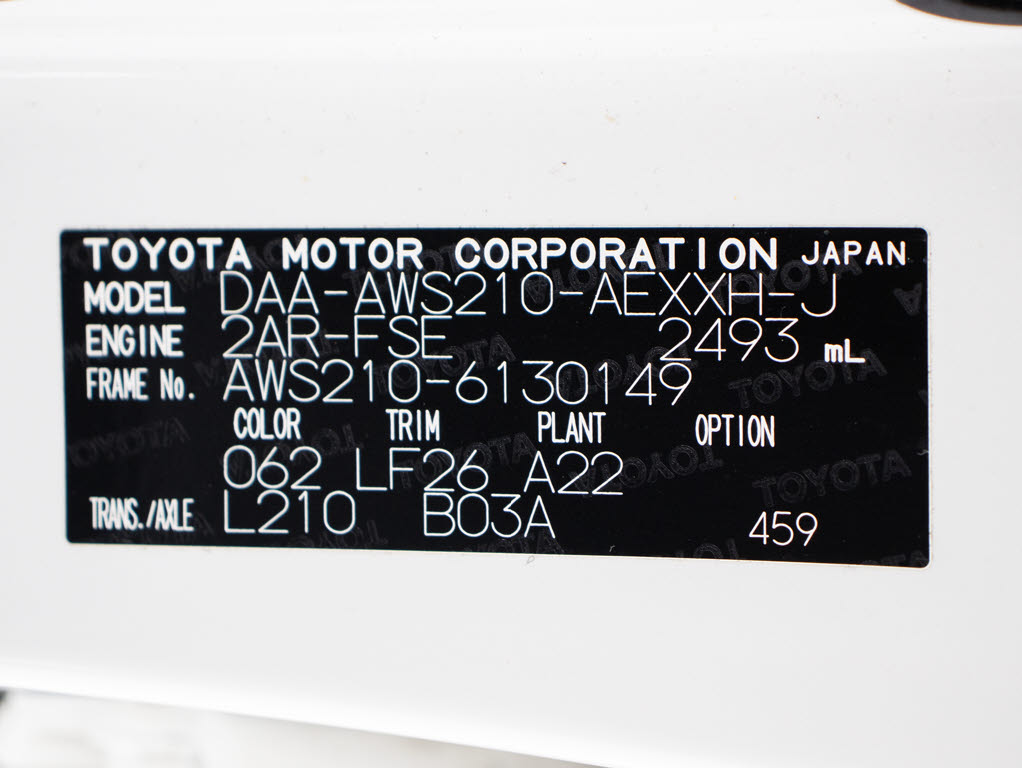 TOYOTA MOTOR CORPORATION JAPAN
MODEL DAA-AWS210-AEXXH-J
ENGINE 2AR-FSE 2493 mL
FRAME No. AWS210-6130149
COLOR TRIM PLANT OPTION
062 LF26 A22
TRANS./AXLE L210 B03A 459